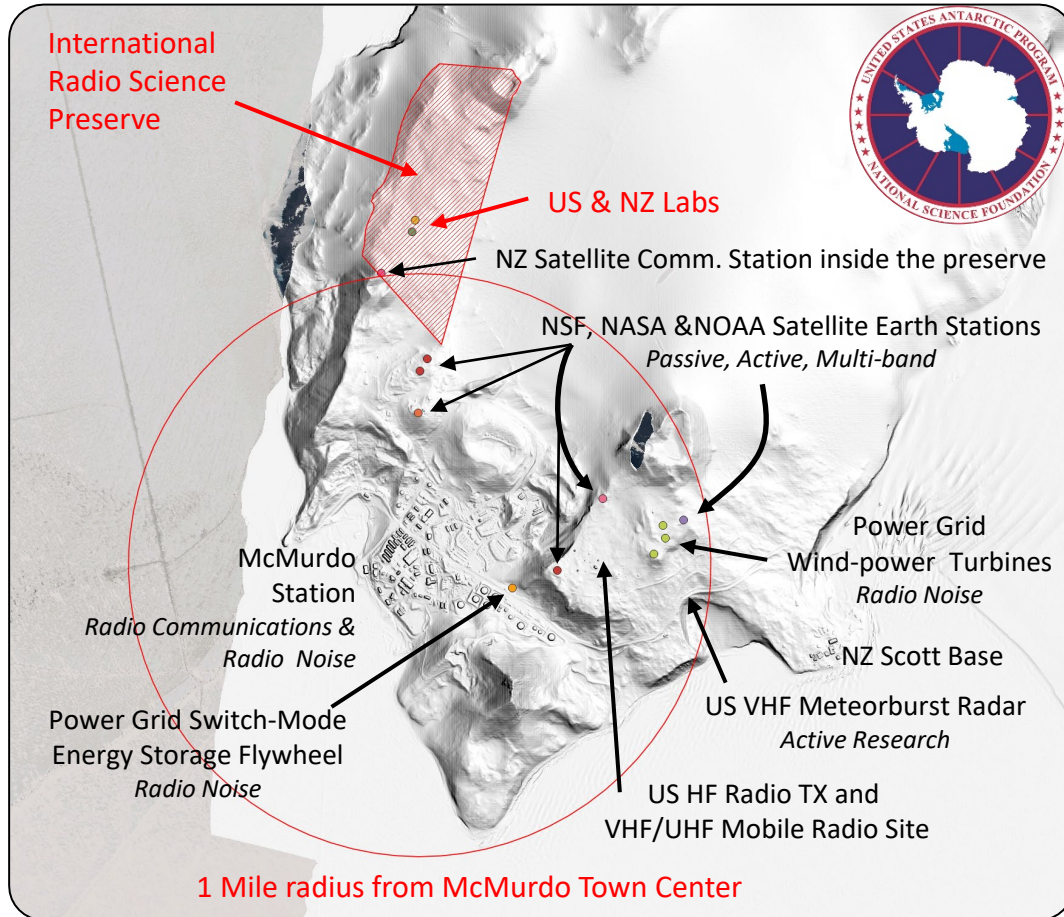 International
Radio Science
Preserve
UNITED STATES ANTARCTIC PROGRAM
NATIONAL SCIENCE FOUNDATION
US & NZ Labs
NZ Satellite Comm. Station inside the preserve
NSF, NASA &NOAA Satellite Earth Stations
Passive, Active, Multi-band
Power Grid
Wind-power Turbines
Radio Noise
McMurdo
Station
Radio Communications &
Radio Noise
NZ Scott Base
US VHF Meteorburst Radar
Active Research
Power Grid Switch-Mode
Energy Storage Flywheel
Radio Noise
US HF Radio TX and
VHF/UHF Mobile Radio Site
1 Mile radius from McMurdo Town Center